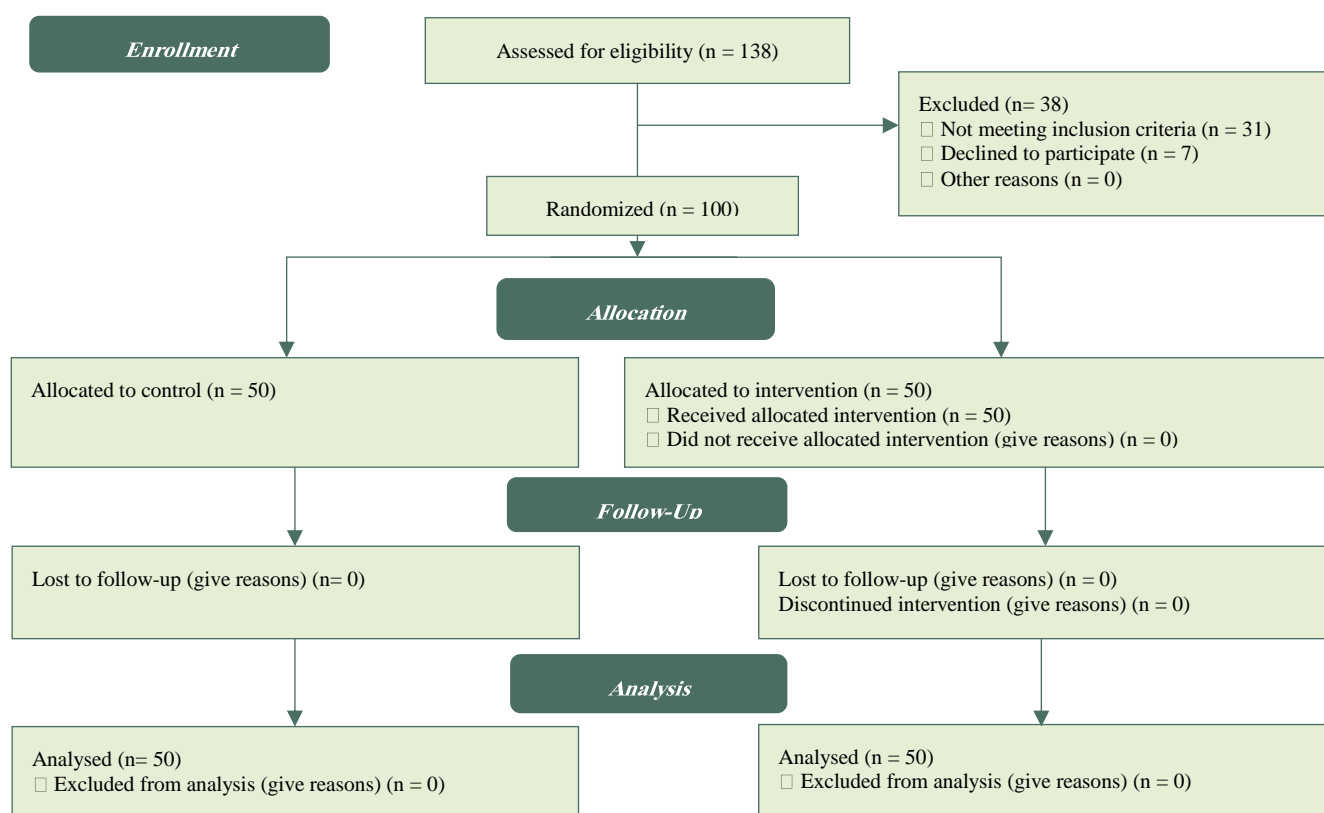 Enrollment
Assessed for eligibility (n = 138)
Excluded (n= 38)
□ Not meeting inclusion criteria (n = 31)
□ Declined to participate (n = 7)
□ Other reasons (n = 0)
Randomized (n = 100)
Allocation
Allocated to control (n = 50)
Allocated to intervention (n = 50)
□ Received allocated intervention (n = 50)
□ Did not receive allocated intervention (give reasons) (n = 0)
Follow-Up
Lost to follow-up (give reasons) (n= 0)
Lost to follow-up (give reasons) (n = 0)
Discontinued intervention (give reasons) (n = 0)
Analysis
Analysed (n= 50)
□ Excluded from analysis (give reasons) (n = 0)
Analysed (n = 50)
□ Excluded from analysis (give reasons) (n = 0)